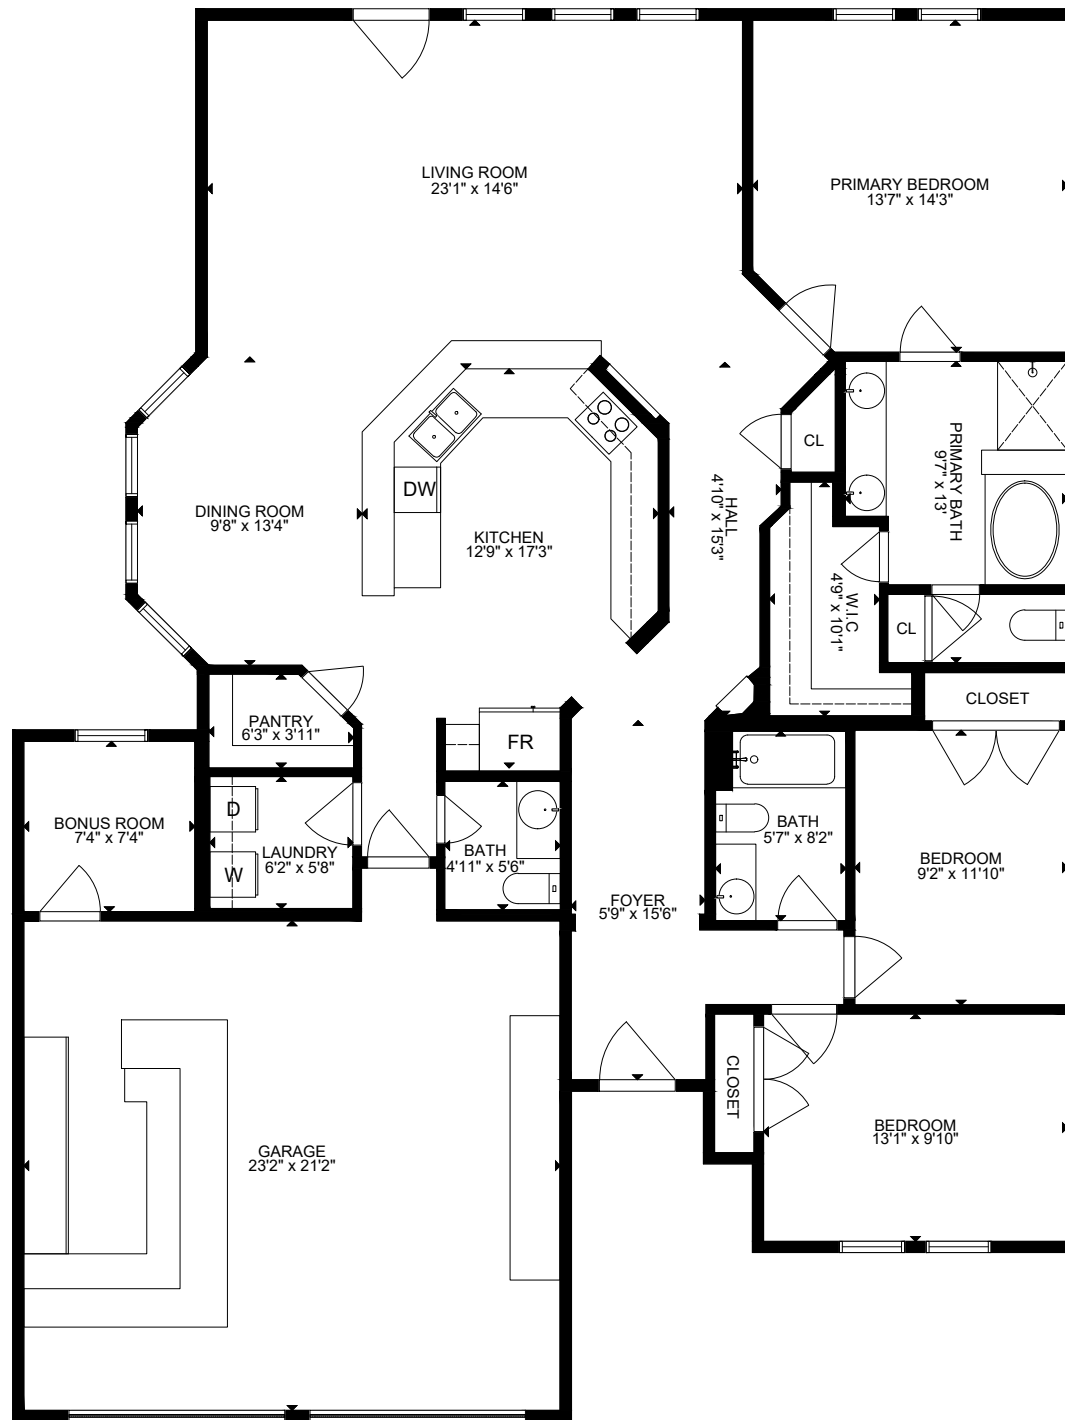 LIVING ROOM
23'1" x 14'6"
PRIMARY BEDROOM
13'7" x 14'3"
CL
PRIMARY BATH
9'7" x 13'
HALL
4'10" x 15'3"
DW
DINING ROOM
9'8" x 13'4"
KITCHEN
12'9" x 17'3"
W.I.C
4'9" x 10'1"
CL
CLOSET
PANTRY
6'3" x 3'11"
FR
BONUS ROOM
7'4" x 7'4"
D
W
LAUNDRY
6'2" x 5'8"
BATH
4'11" x 5'6"
BATH
5'7" x 8'2"
BEDROOM
9'2" x 11'10"
FOYER
5'9" x 15'6"
CLOSET
BEDROOM
13'1" x 9'10"
GARAGE
23'2" x 21'2"